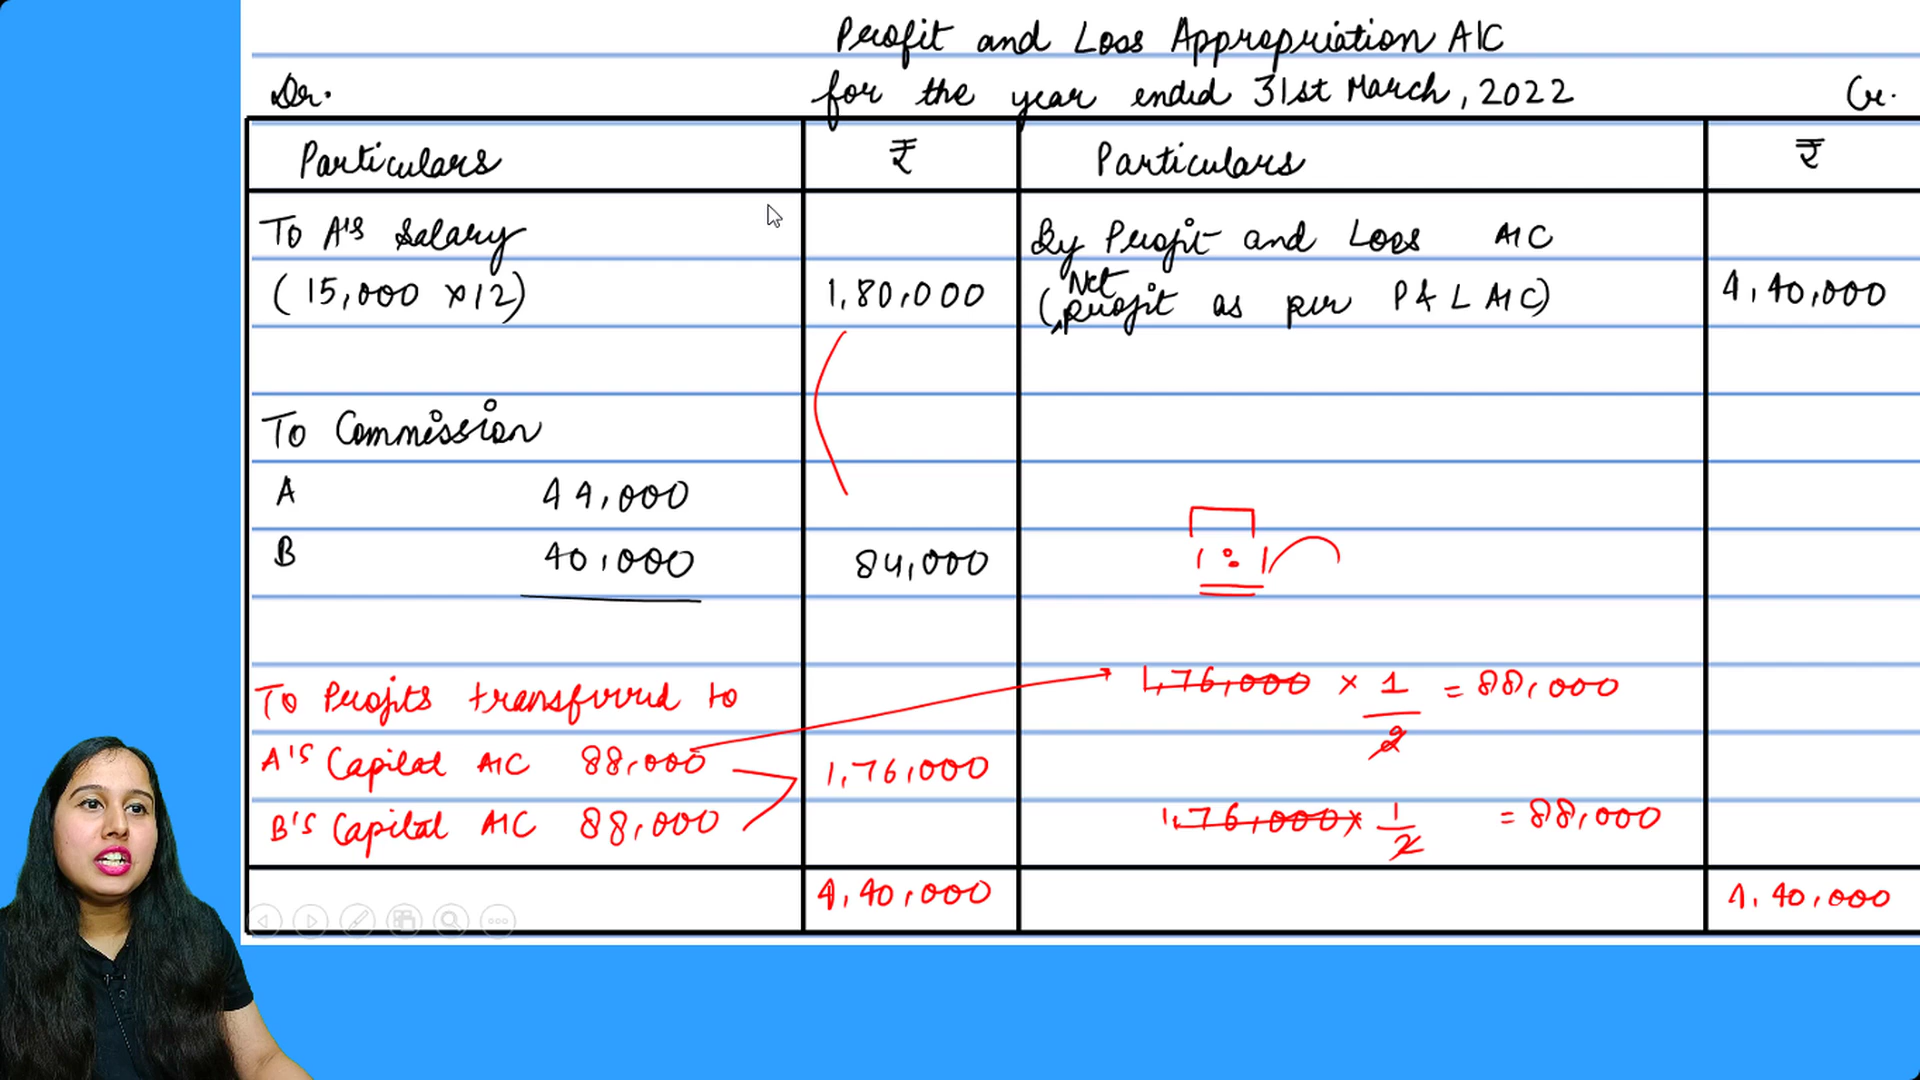 Profit and Loss Appropriation A/C
Dr. for the year ended 31st March, 2022 Cr.
Particulars ₹ Particulars ₹
To A's Salary By Profit and Loss A/C
(15,000 ×12) 1,80,000 (Net profit as per P & L A/C) 4,40,000
To Commission
A 44,000
B 40,000 84,000 1:1
To Profits transferred to 1,76,000 × 1/2 = 88,000
A's Capital A/C 88,000 1,76,000
B's Capital A/C 88,000 1,76,000× 1/2 = 88,000
4,40,000 4,40,000